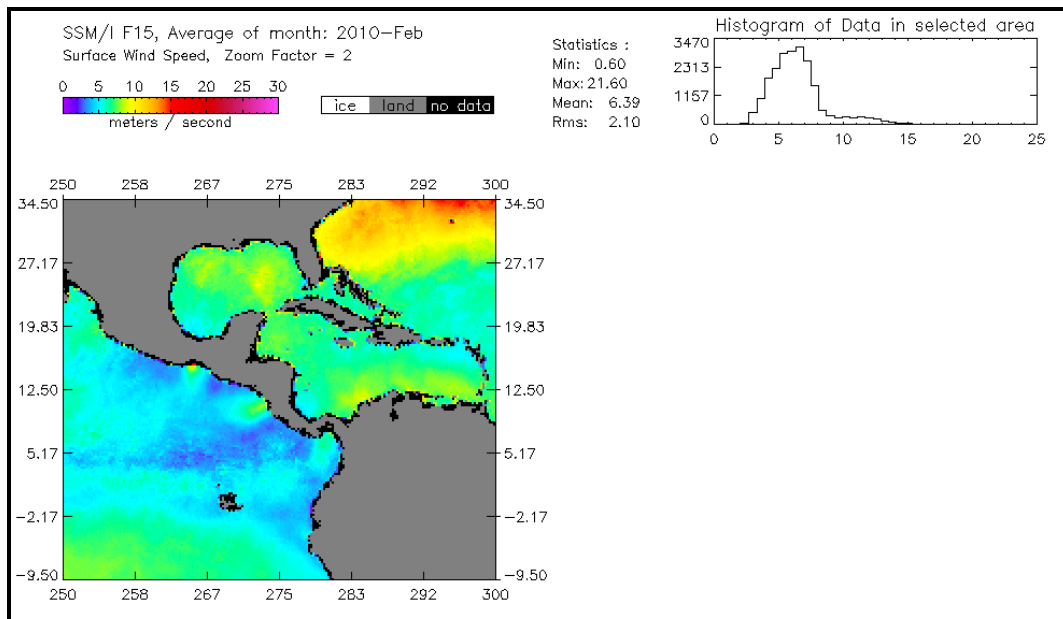 SSM/I F15, Average of month: 2010-Feb
Surface Wind Speed, Zoom Factor = 2
0 5 10 15 20 25 30
meters / second
ice land no data
Statistics :
Min: 0.60
Max: 21.60
Mean: 6.39
Rms: 2.10
Histogram of Data in selected area
3470
2313
1157
0
0 5 10 15 20 25
250 258 267 275 283 292 300
34.50 34.50
27.17 27.17
19.83 19.83
12.50 12.50
5.17 5.17
-2.17 -2.17
-9.50 -9.50
250 258 267 275 283 292 300